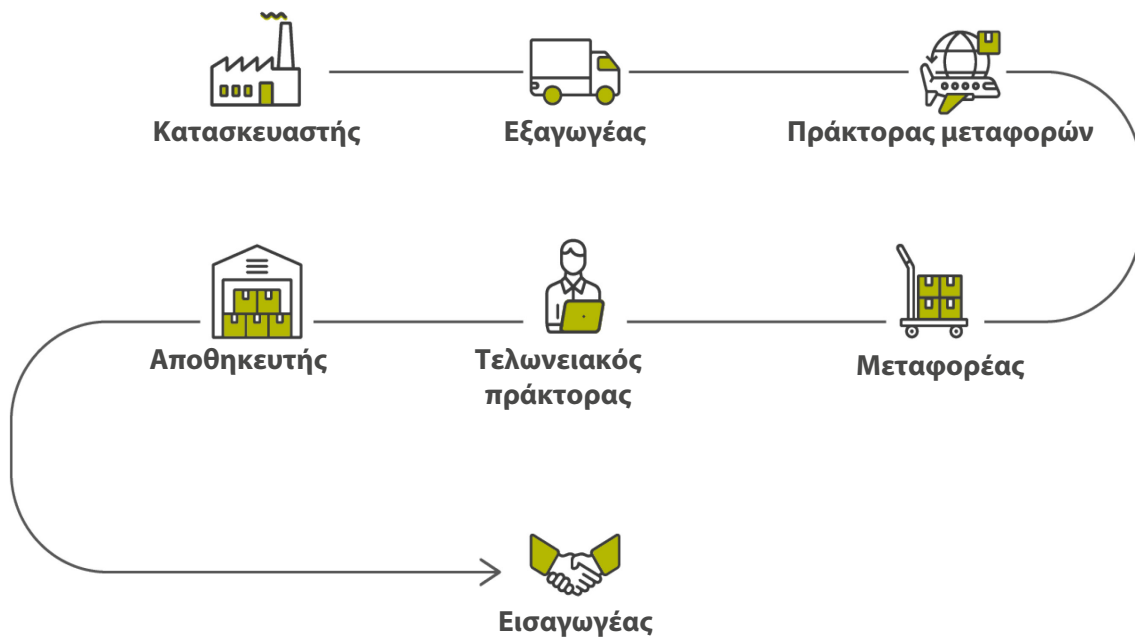 Κατασκευαστής
Εξαγωγέας
Πράκτορας μεταφορών
Μεταφορέας
Τελωνειακός
πράκτορας
Αποθηκευτής
Εισαγωγέας